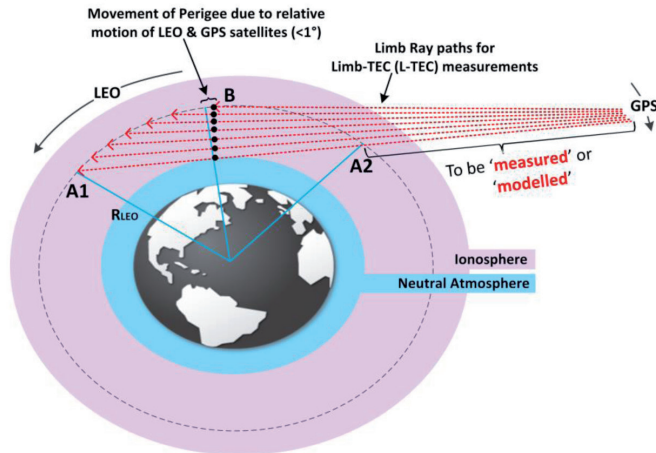 Movement of Perigee due to relative
motion of LEO & GPS satellites (<1°)
Limb Ray paths for
Limb-TEC (L-TEC) measurements
LEO
B
GPS
A2
To be 'measured' or
'modelled'
A1
RLEO
Ionosphere
Neutral Atmosphere